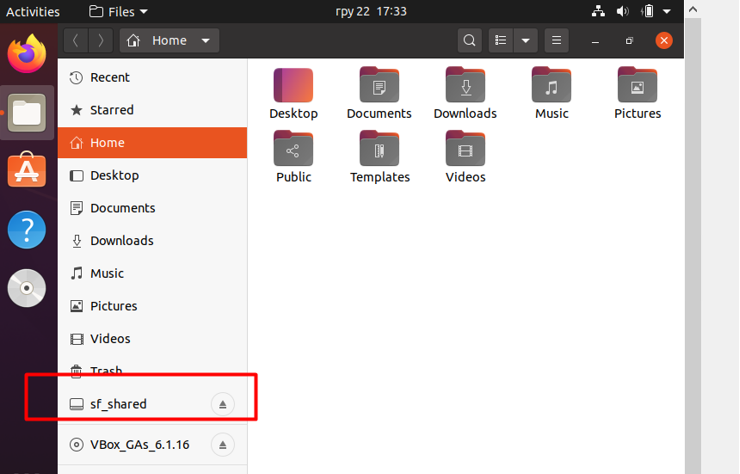 Activities Files гру 22 17:33
Home
Recent
Starred
Home
Desktop
Documents
Downloads
Music
Pictures
Videos
Trash
sf_shared
VBox_GAs_6.1.16
Desktop Documents Downloads Music Pictures
Public Templates Videos